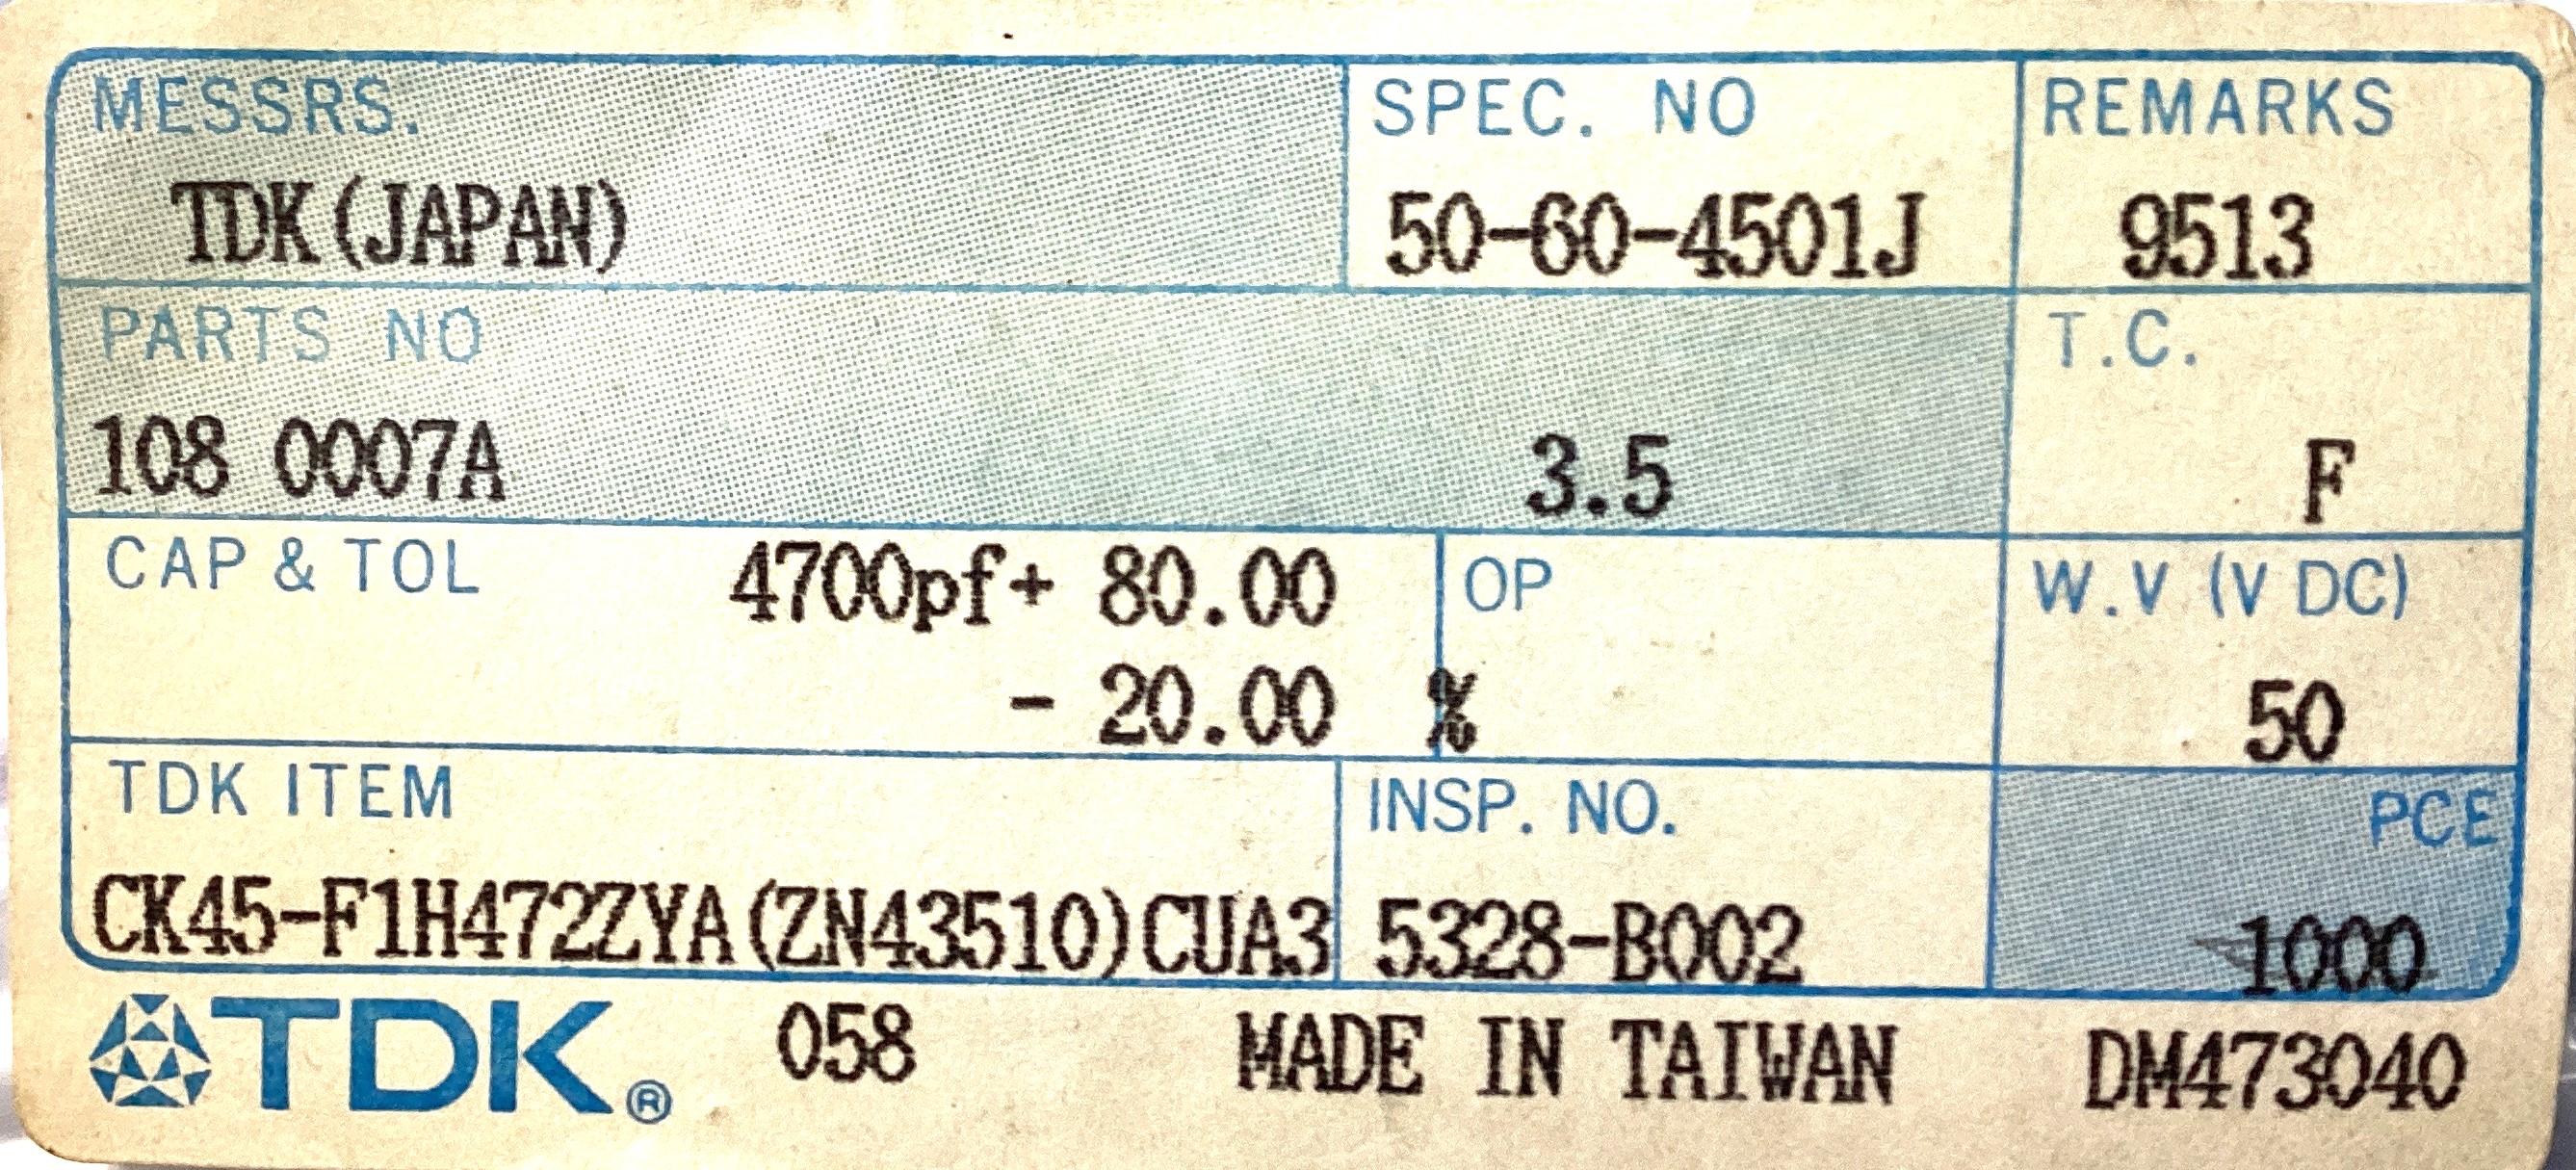 MESSRS. SPEC. NO REMARKS
TDK(JAPAN) 50-60-4501J 9513
PARTS NO T.C.
108 0007A 3.5 F
CAP & TOL 4700pf+ 80.00 OP W.V (V DC)
- 20.00 % 50
TDK ITEM INSP. NO. PCE
CK45-F1H472ZYA(ZN43510)CUA3 5328-B002 1000
TDK® 058 MADE IN TAIWAN DM473040